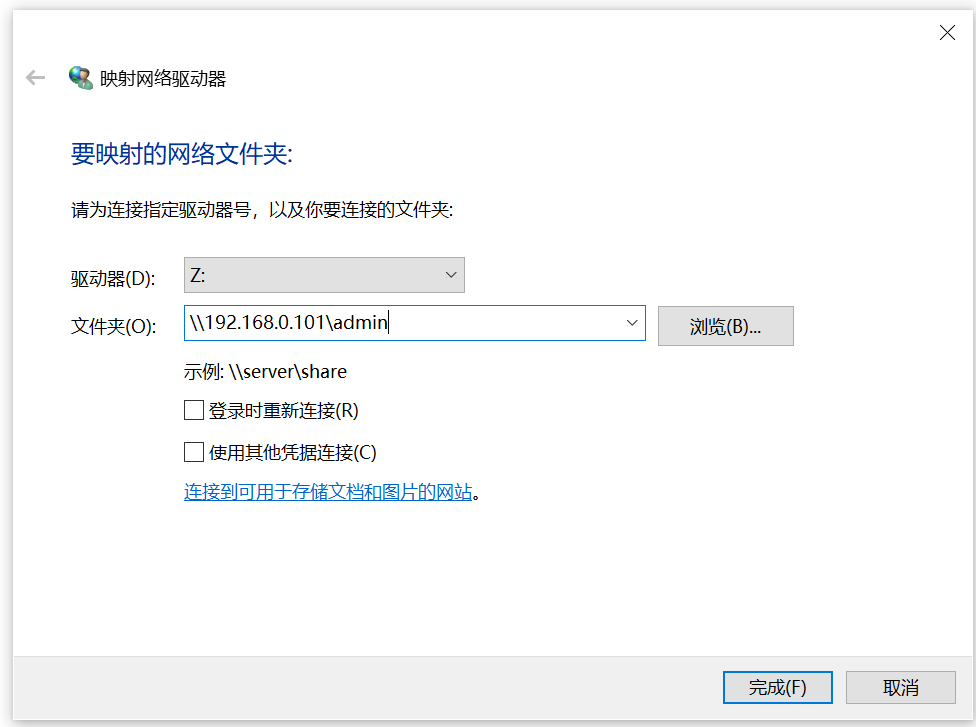 映射网络驱动器
要映射的网络文件夹:
请为连接指定驱动器号，以及你要连接的文件夹:
驱动器(D): Z:
文件夹(O): \\192.168.0.101\admin 浏览(B)...
示例: \\server\share
登录时重新连接(R)
使用其他凭据连接(C)
连接到可用于存储文档和图片的网站。
完成(F) 取消